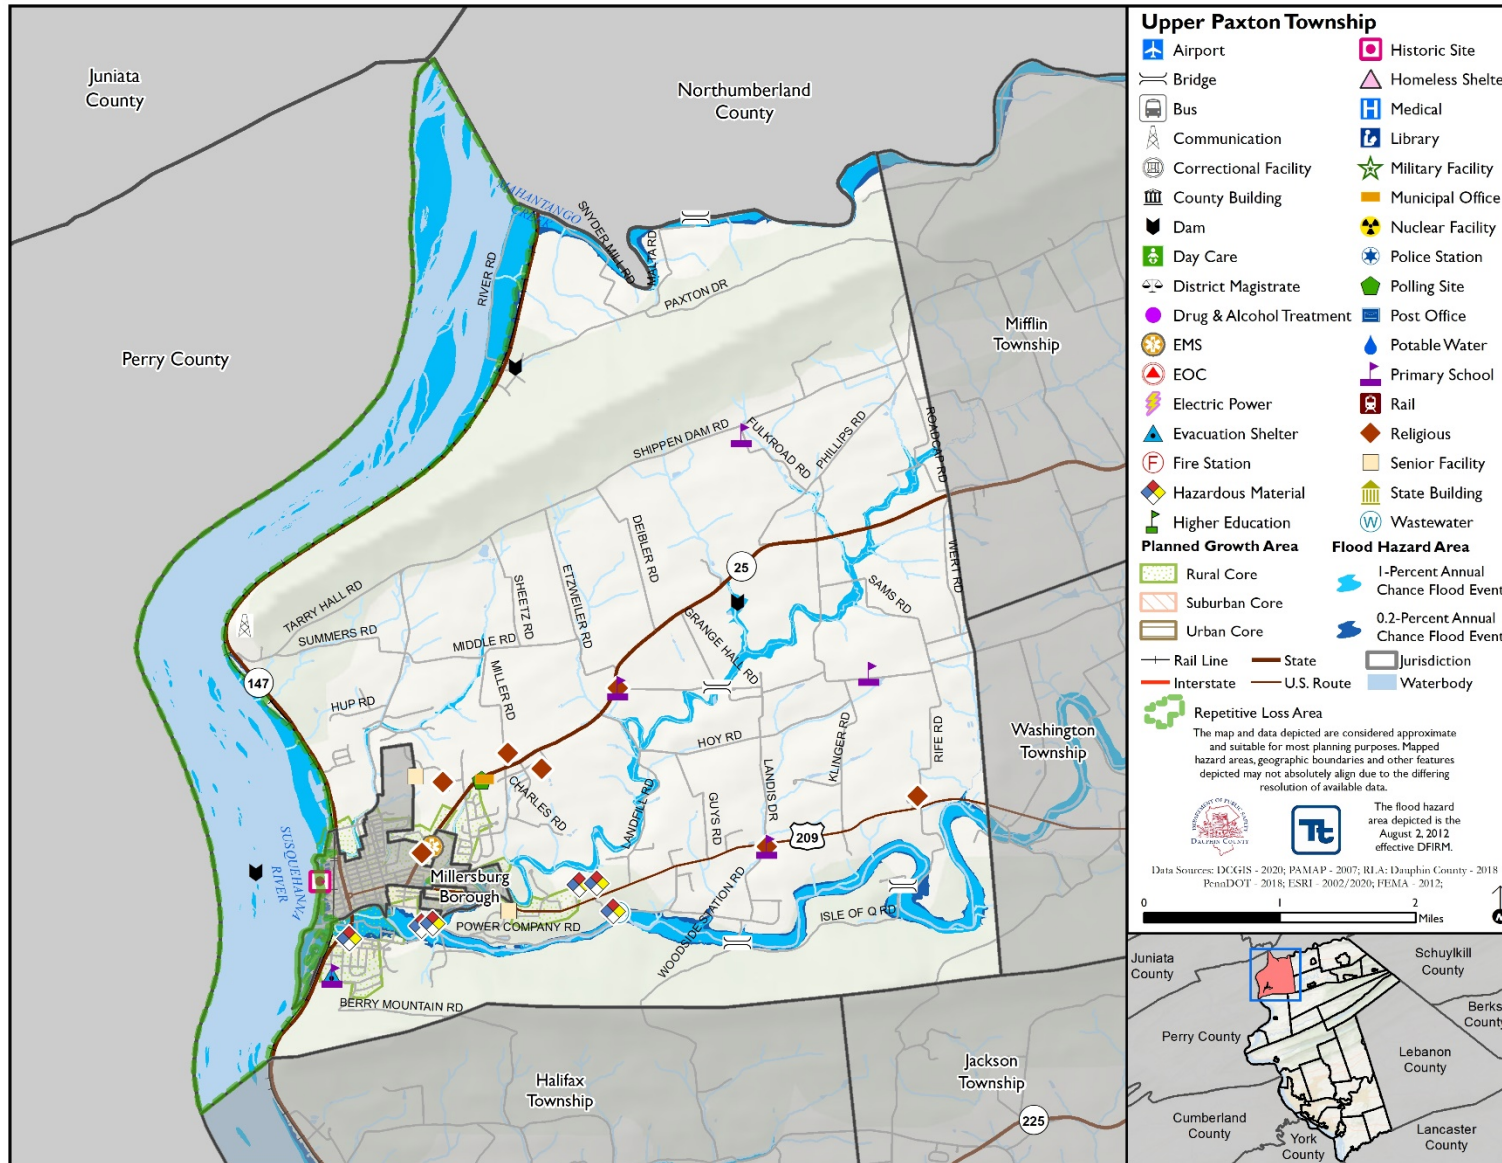 Juniata
County
Northumberland
County
Perry County
Mifflin
Township
Washington
Township
Jackson
Township
Halifax
Township
Millersburg
Borough
MAHANTANGO
CREEK
SUSQUEHANNA
RIVER
SNYDER MILL RD
MALTA RD
RIVER RD
PAXTON DR
SHIPPEN DAM RD
FULKROAD RD
PHILLIPS RD
ROADCAP RD
DEIBLER RD
ETZWEILER RD
SHEETZ RD
TARRY HALL RD
SUMMERS RD
MIDDLE RD
MILLER RD
HUP RD
GRANGE HALL RD
SAMS RD
WERT RD
HOY RD
LANDIS DR
KLINGER RD
RIFE RD
CHARLES RD
LANDELL RD
GUYS RD
POWER COMPANY RD
WOODSIDE STATION RD
ISLE OF Q RD
BERRY MOUNTAIN RD
25
147
209
225
Upper Paxton Township
Airport
Bridge
Bus
Communication
Correctional Facility
County Building
Dam
Day Care
District Magistrate
Drug & Alcohol Treatment
EMS
EOC
Electric Power
Evacuation Shelter
Fire Station
Hazardous Material
Higher Education
Historic Site
Homeless Shelte
Medical
Library
Military Facility
Municipal Office
Nuclear Facility
Police Station
Polling Site
Post Office
Potable Water
Primary School
Rail
Religious
Senior Facility
State Building
Wastewater
Planned Growth Area
Rural Core
Suburban Core
Urban Core
Flood Hazard Area
1-Percent Annual
Chance Flood Event
0.2-Percent Annual
Chance Flood Event
Rail Line
State
Jurisdiction
Interstate
U.S. Route
Waterbody
Repetitive Loss Area
The map and data depicted are considered approximate
and suitable for most planning purposes. Mapped
hazard areas, geographic boundaries and other features
depicted may not absolutely align due to the differing
resolution of available data.
DEPARTMENT OF PUBLIC SAFETY
DAUPHIN COUNTY
Tt
The flood hazard
area depicted is the
August 2, 2012
effective DFIRM.
Data Sources: DCGIS - 2020; PAMAP - 2007; RLA: Dauphin County - 2018
PennDOT - 2018; ESRI - 2002/2020; FEMA - 2012;
0 1 2
Miles
N
Juniata
County
Schuylkill
County
Berks
County
Perry County
Lebanon
County
Cumberland
County
York
County
Lancaster
County